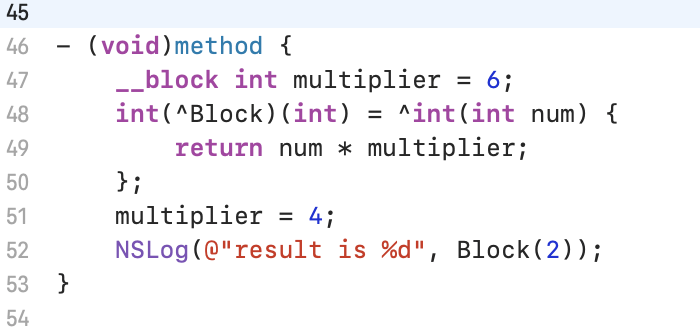 45
46 - (void)method {
47     __block int multiplier = 6;
48     int(^Block)(int) = ^int(int num) {
49         return num * multiplier;
50     };
51     multiplier = 4;
52     NSLog(@"result is %d", Block(2));
53 }
54